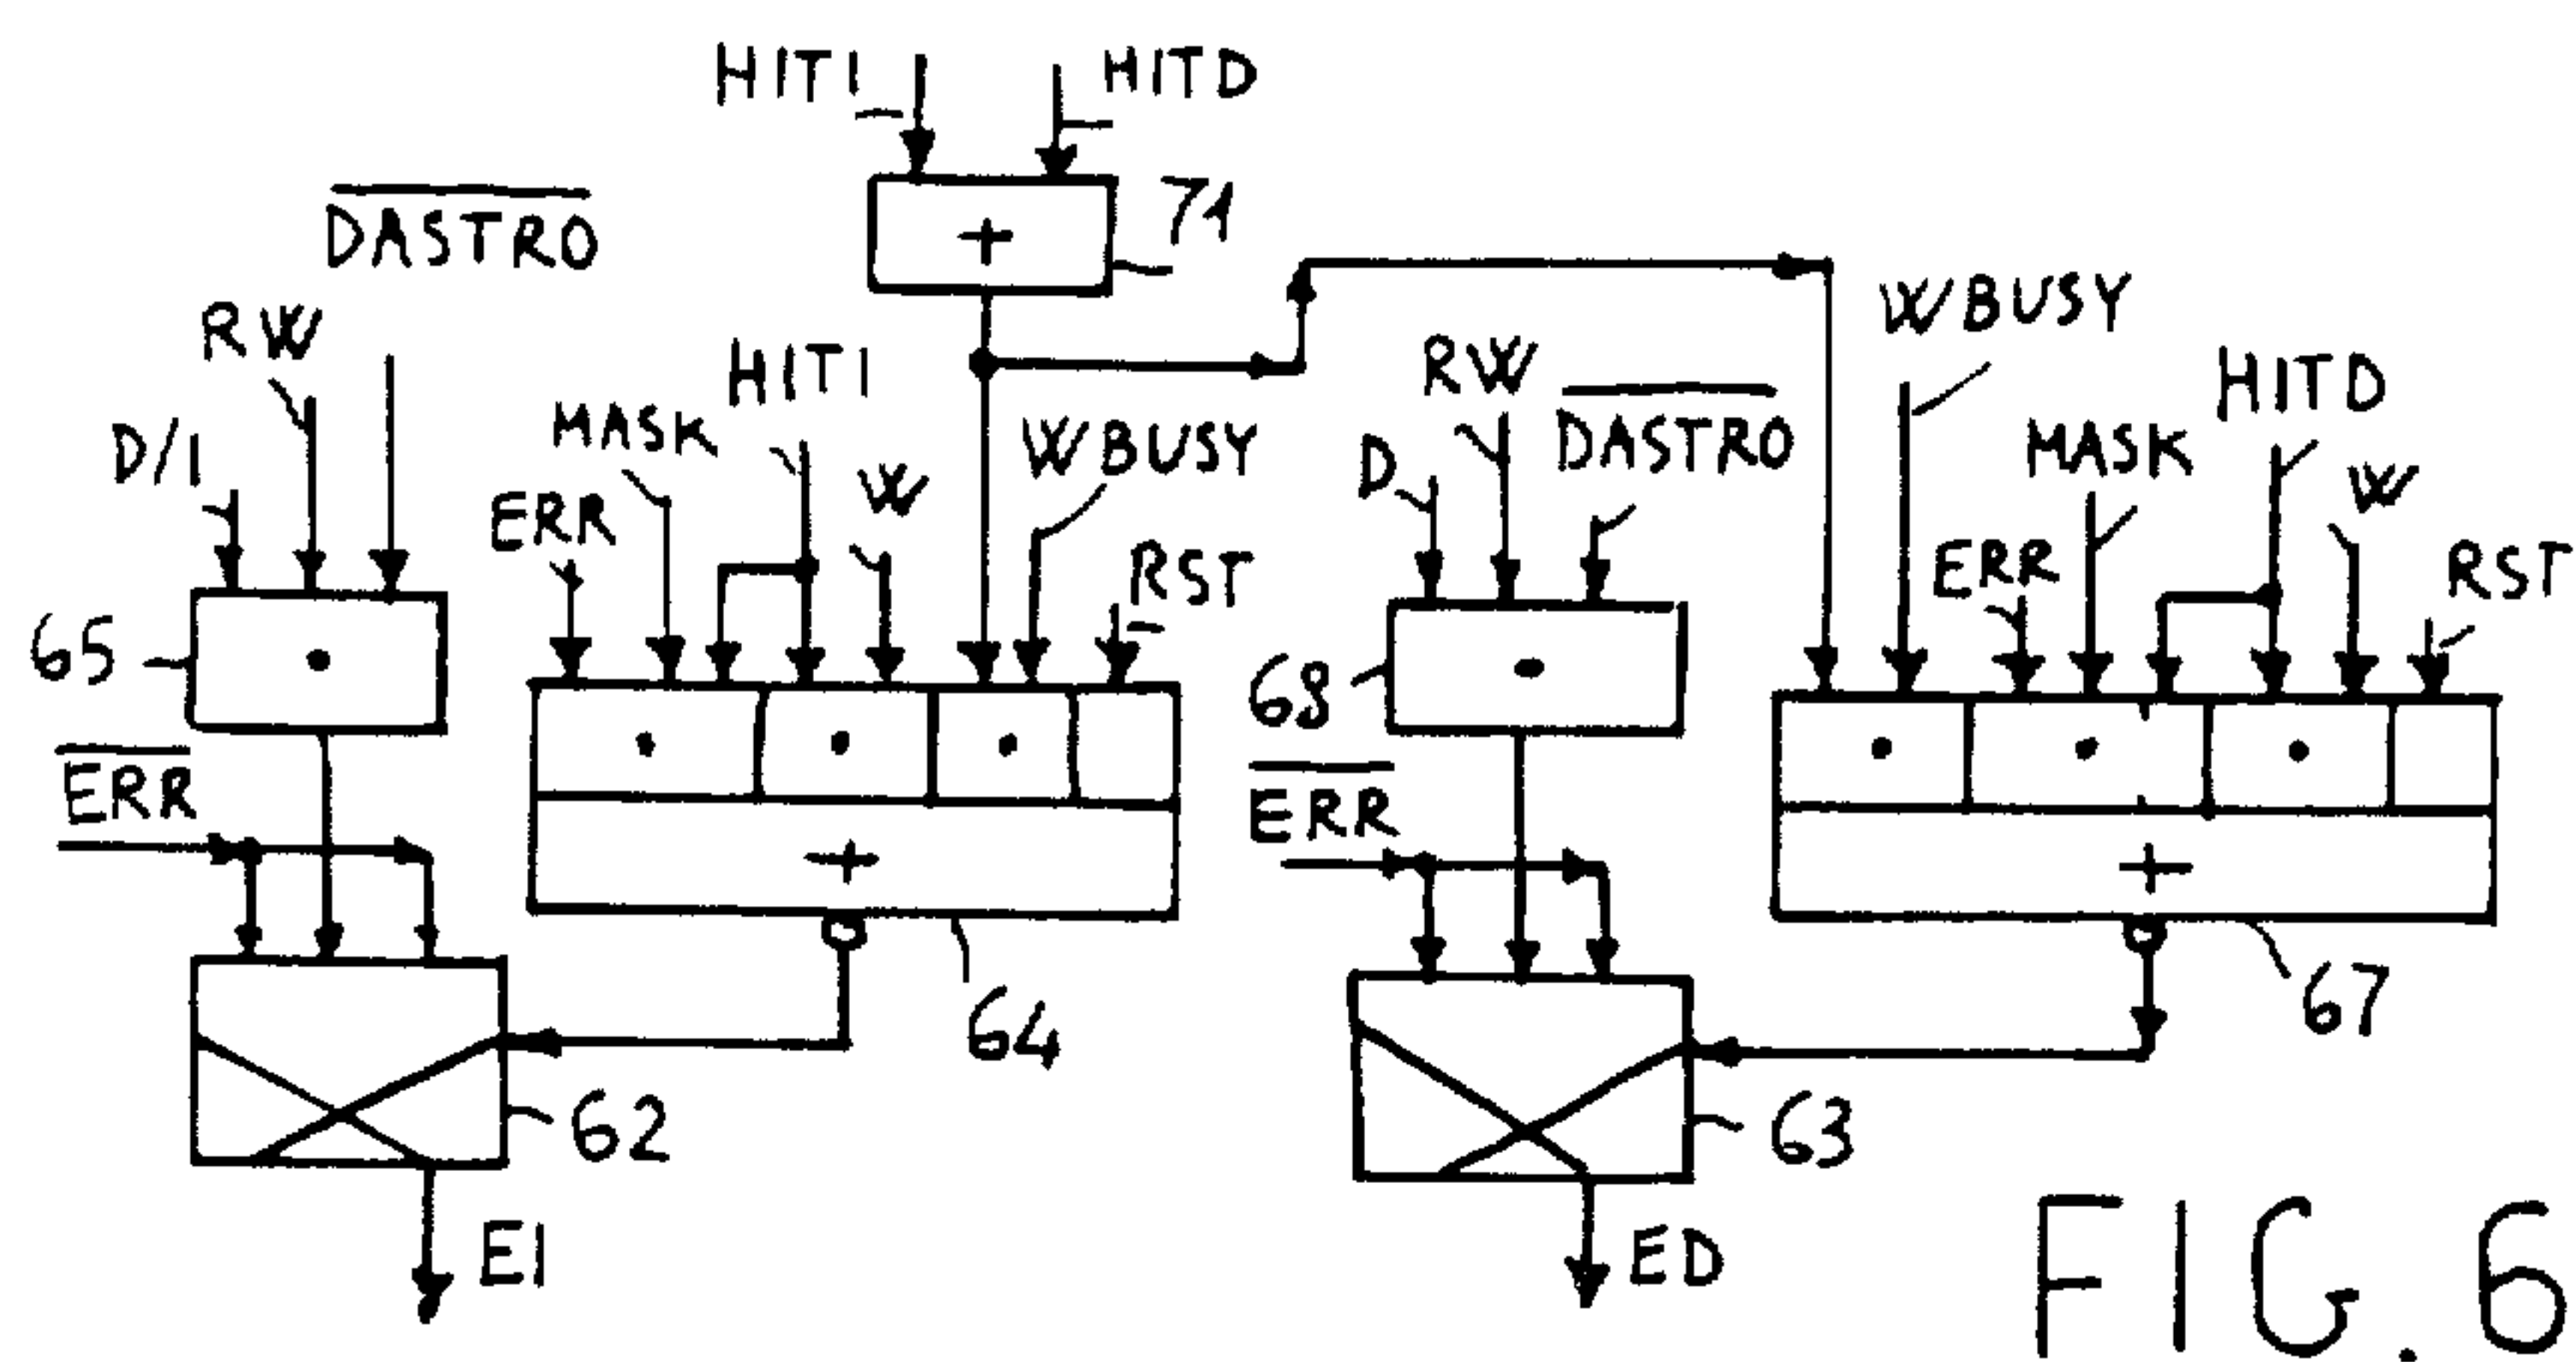 HITI HITD
DASTRO 71
RW HITI RW WBUSY
D/I MASK W WBUSY D DASTRO MASK HITD W
ERR RST ERR RST
65 68
ERR ERR
64 67
62 63
EI ED
FIG. 6